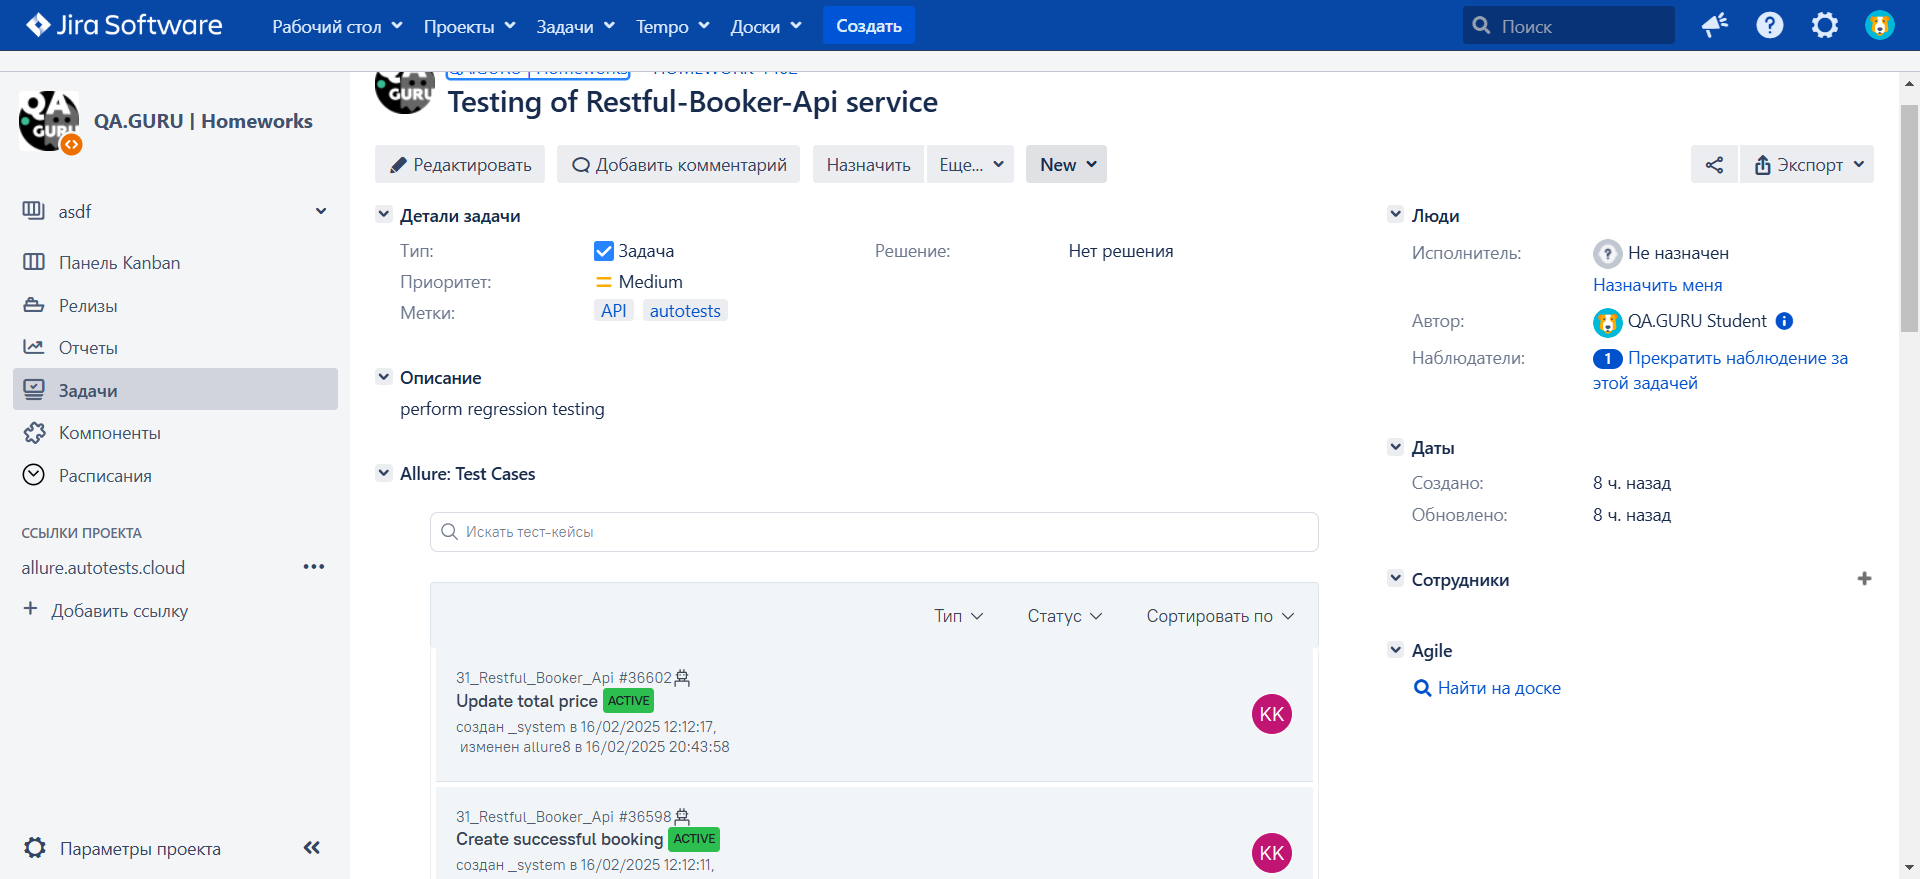 Jira Software
Рабочий стол
Проекты
Задачи
Tempo
Доски
Создать
Поиск
QA GURU
QA.GURU | Homeworks
asdf
Панель Kanban
Релизы
Отчеты
Задачи
Компоненты
Расписания
ССЫЛКИ ПРОЕКТА
allure.autotests.cloud
Добавить ссылку
Параметры проекта
QA GURU
QA.GURU | Homeworks
Testing of Restful-Booker-Api service
Редактировать
Добавить комментарий
Назначить
Еще...
New
Экспорт
Детали задачи
Тип: Задача
Решение: Нет решения
Приоритет: Medium
Метки: API autotests
Описание
perform regression testing
Allure: Test Cases
Искать тест-кейсы
Тип
Статус
Сортировать по
31_Restful_Booker_Api #36602
Update total price ACTIVE
создан _system в 16/02/2025 12:12:17,
изменен allure8 в 16/02/2025 20:43:58
KK
31_Restful_Booker_Api #36598
Create successful booking ACTIVE
создан _system в 16/02/2025 12:12:11,
KK
Люди
Исполнитель: Не назначен
Назначить меня
Автор: QA.GURU Student
Наблюдатели: 1 Прекратить наблюдение за
этой задачей
Даты
Создано: 8 ч. назад
Обновлено: 8 ч. назад
Сотрудники
Agile
Найти на доске